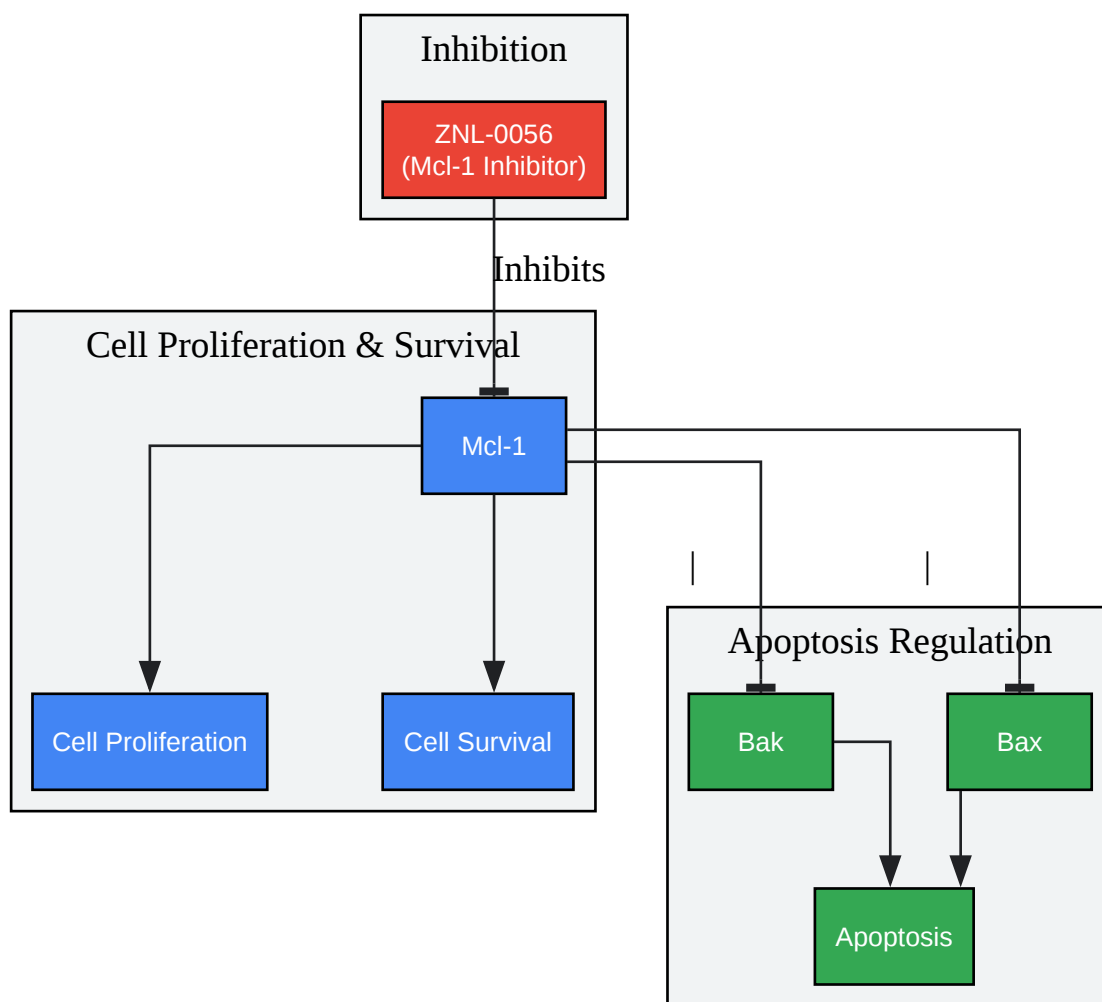 Inhibition
ZNL-0056
(Mcl-1 Inhibitor)
Inhibits
Cell Proliferation & Survival
Mcl-1
|
|
Apoptosis Regulation
Cell Proliferation
Cell Survival
Bak
Bax
Apoptosis